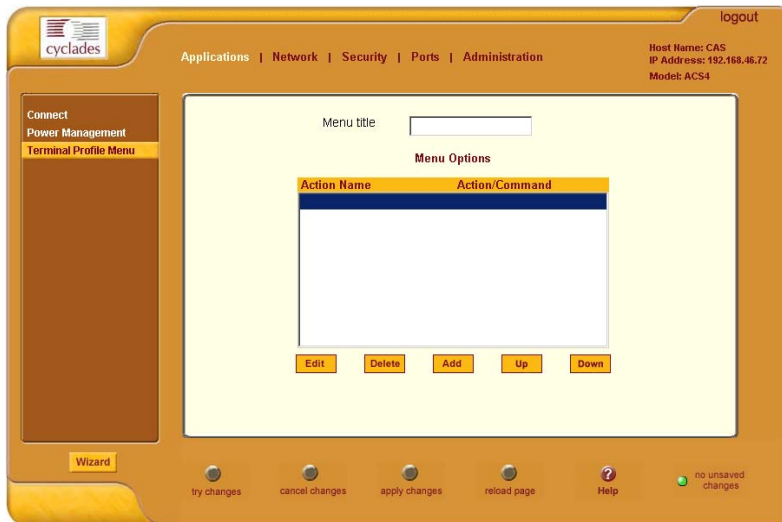 logout
cyclades
Applications | Network | Security | Ports | Administration
Host Name: CAS
IP Address: 192.168.46.72
Model: ACS4
Connect
Power Management
Terminal Profile Menu
Menu title
Menu Options
Action Name Action/Command
Edit Delete Add Up Down
Wizard
try changes cancel changes apply changes reload page ? Help no unsaved changes